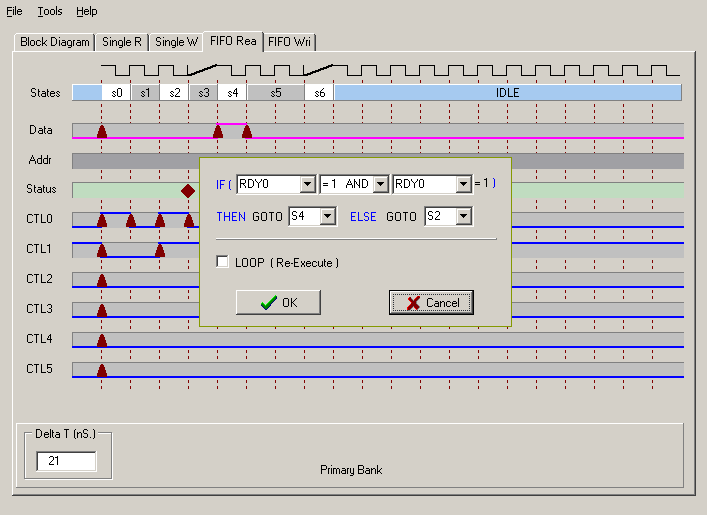 File Tools Help
Block Diagram Single R Single W FIFO Rea FIFO Wri
States s0 s1 s2 s3 s4 s5 s6 IDLE
Data
Addr
Status
CTL0
CTL1
CTL2
CTL3
CTL4
CTL5
IF ( RDY0 = 1 AND RDY0 = 1 )
THEN GOTO S4 ELSE GOTO S2
LOOP ( Re-Execute )
OK Cancel
Delta T (nS.)
21
Primary Bank